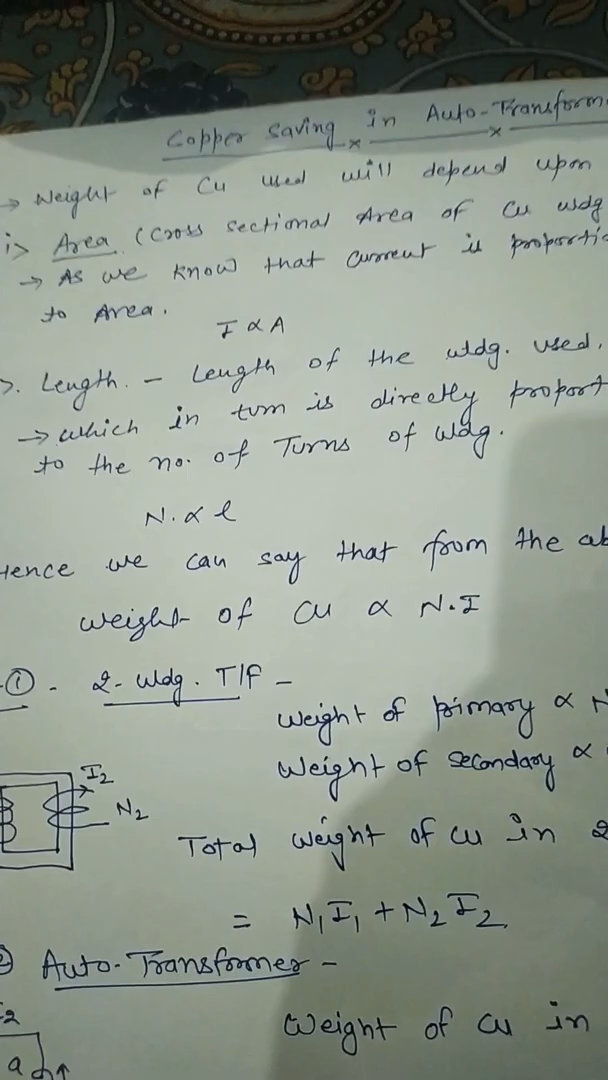 Copper saving in Auto-Transform
→ Weight of Cu used will depend upon
i> Area (Cross sectional Area of Cu wdg
→ As we know that current is proportio
to Area.
I ∝ A
>. Length. - Length of the wdg. used.
→ which in turn is directly proport
to the no. of Turns of wdg.
N. ∝ l
Hence we can say that from the ab
weight of Cu ∝ N.I
① - 2-wdg. T/F -
Weight of primary ∝ N
Weight of secondary ∝
I2
N2
Total weight of Cu in 2
= N1I1 + N2I2.
Auto-Transformer -
Weight of Cu in
a